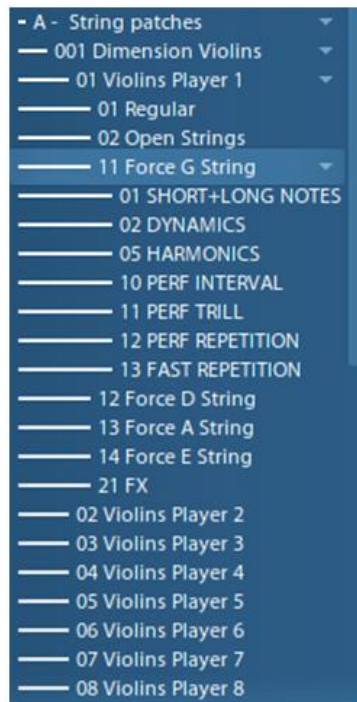 A - String patches
001 Dimension Violins
01 Violins Player 1
01 Regular
02 Open Strings
11 Force G String
01 SHORT+LONG NOTES
02 DYNAMICS
05 HARMONICS
10 PERF INTERVAL
11 PERF TRILL
12 PERF REPETITION
13 FAST REPETITION
12 Force D String
13 Force A String
14 Force E String
21 FX
02 Violins Player 2
03 Violins Player 3
04 Violins Player 4
05 Violins Player 5
06 Violins Player 6
07 Violins Player 7
08 Violins Player 8